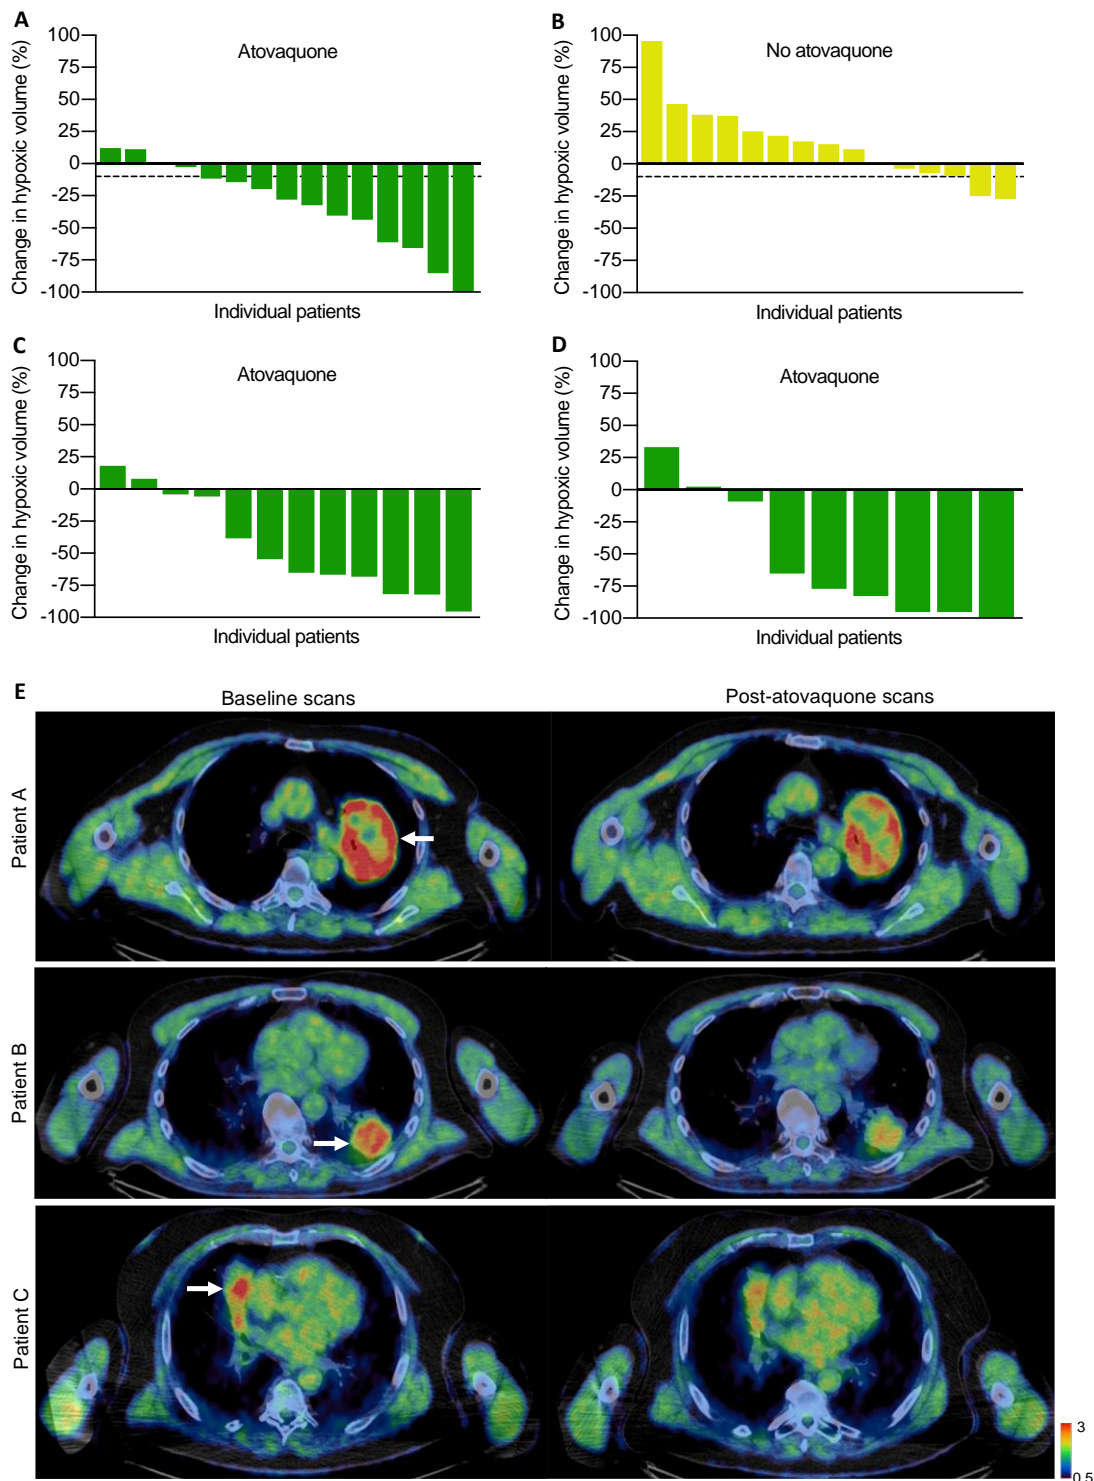 A
Atovaquone
Change in hypoxic volume (%)
100
75
50
25
0
-25
-50
-75
-100
Individual patients
B
No atovaquone
Change in hypoxic volume (%)
100
75
50
25
0
-25
-50
-75
-100
Individual patients
C
Atovaquone
Change in hypoxic volume (%)
100
75
50
25
0
-25
-50
-75
-100
Individual patients
D
Atovaquone
Change in hypoxic volume (%)
100
75
50
25
0
-25
-50
-75
-100
Individual patients
E
Baseline scans
Post-atovaquone scans
Patient A
Patient B
Patient C
3
0.5